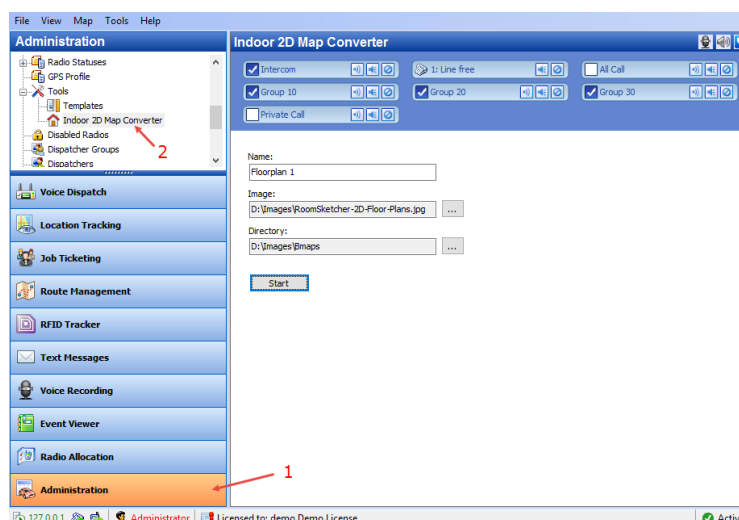 File View Map Tools Help
Administration
Radio Statuses
GPS Profile
Tools
Templates
Indoor 2D Map Converter
Disabled Radios
Dispatcher Groups
Dispatchers
2
Voice Dispatch
Location Tracking
Job Ticketing
Route Management
RFID Tracker
Text Messages
Voice Recording
Event Viewer
Radio Allocation
Administration
1
Indoor 2D Map Converter
Intercom
1: Line free
All Call
Group 10
Group 20
Group 30
Private Call
Name:
Floorplan 1
Image:
D:\Images\RoomSketcher-2D-Floor-Plans.jpg
...
Directory:
D:\Images\Bmaps
...
Start
127.0.0.1 Administrator Licensed to: demo Demo License Activ